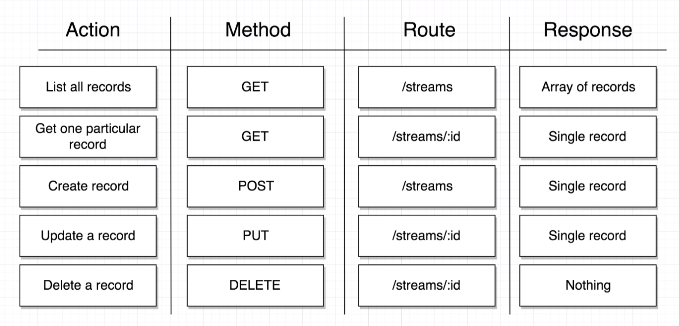 Action Method Route Response
List all records GET /streams Array of records
Get one particular
record GET /streams/:id Single record
Create record POST /streams Single record
Update a record PUT /streams/:id Single record
Delete a record DELETE /streams/:id Nothing